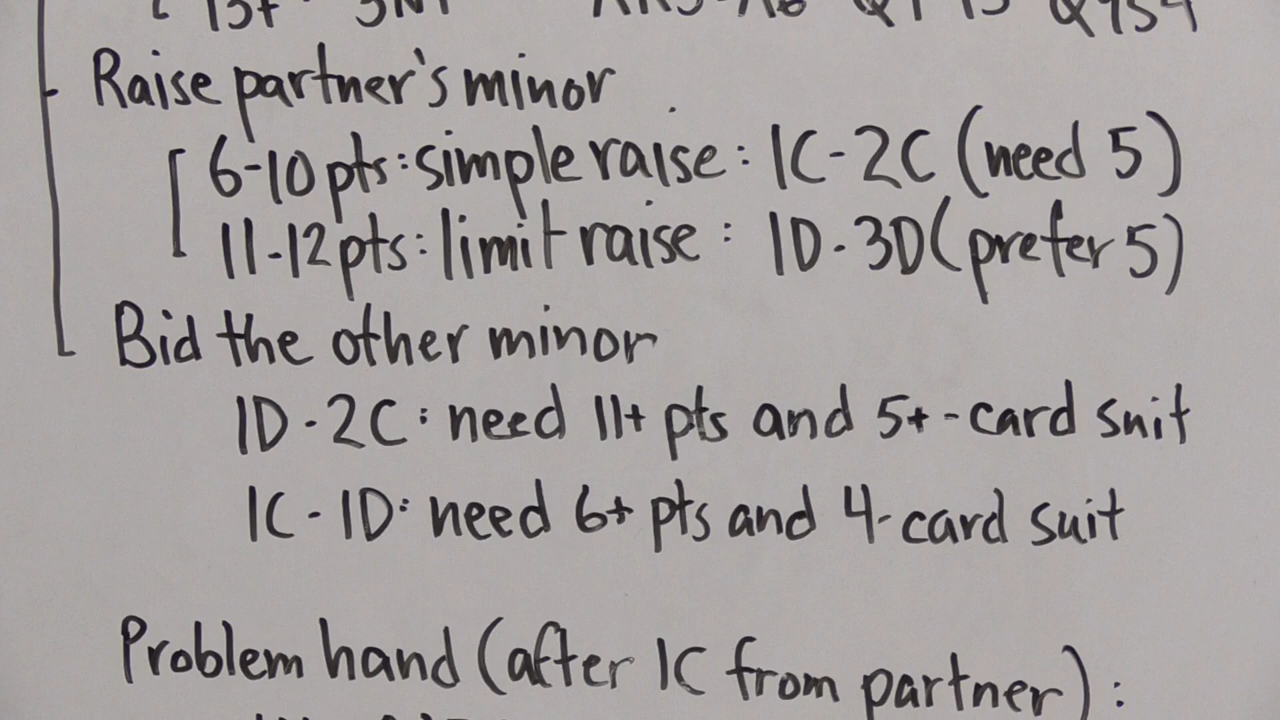 Raise partner's minor
6-10 pts: simple raise: 1C-2C (need 5)
11-12 pts: limit raise: 1D-3D (prefer 5)
Bid the other minor
1D-2C: need 11+ pts and 5+-card suit
1C-1D: need 6+ pts and 4-card suit
Problem hand (after 1C from partner):